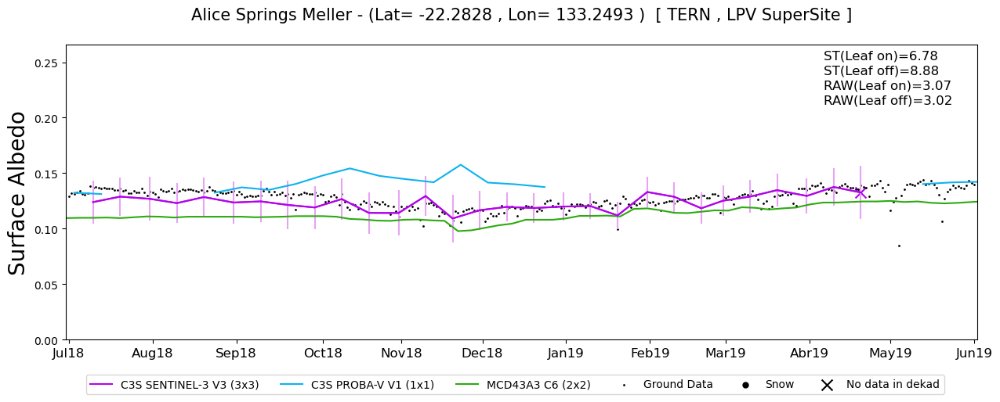 Alice Springs Meller - (Lat= -22.2828 , Lon= 133.2493 )  [ TERN , LPV SuperSite ]
ST(Leaf on)=6.78
ST(Leaf off)=8.88
RAW(Leaf on)=3.07
RAW(Leaf off)=3.02
Surface Albedo
0.25
0.20
0.15
0.10
0.05
0.00
Jul18 Aug18 Sep18 Oct18 Nov18 Dec18 Jan19 Feb19 Mar19 Abr19 May19 Jun19
C3S SENTINEL-3 V3 (3x3) C3S PROBA-V V1 (1x1) MCD43A3 C6 (2x2) Ground Data Snow No data in dekad